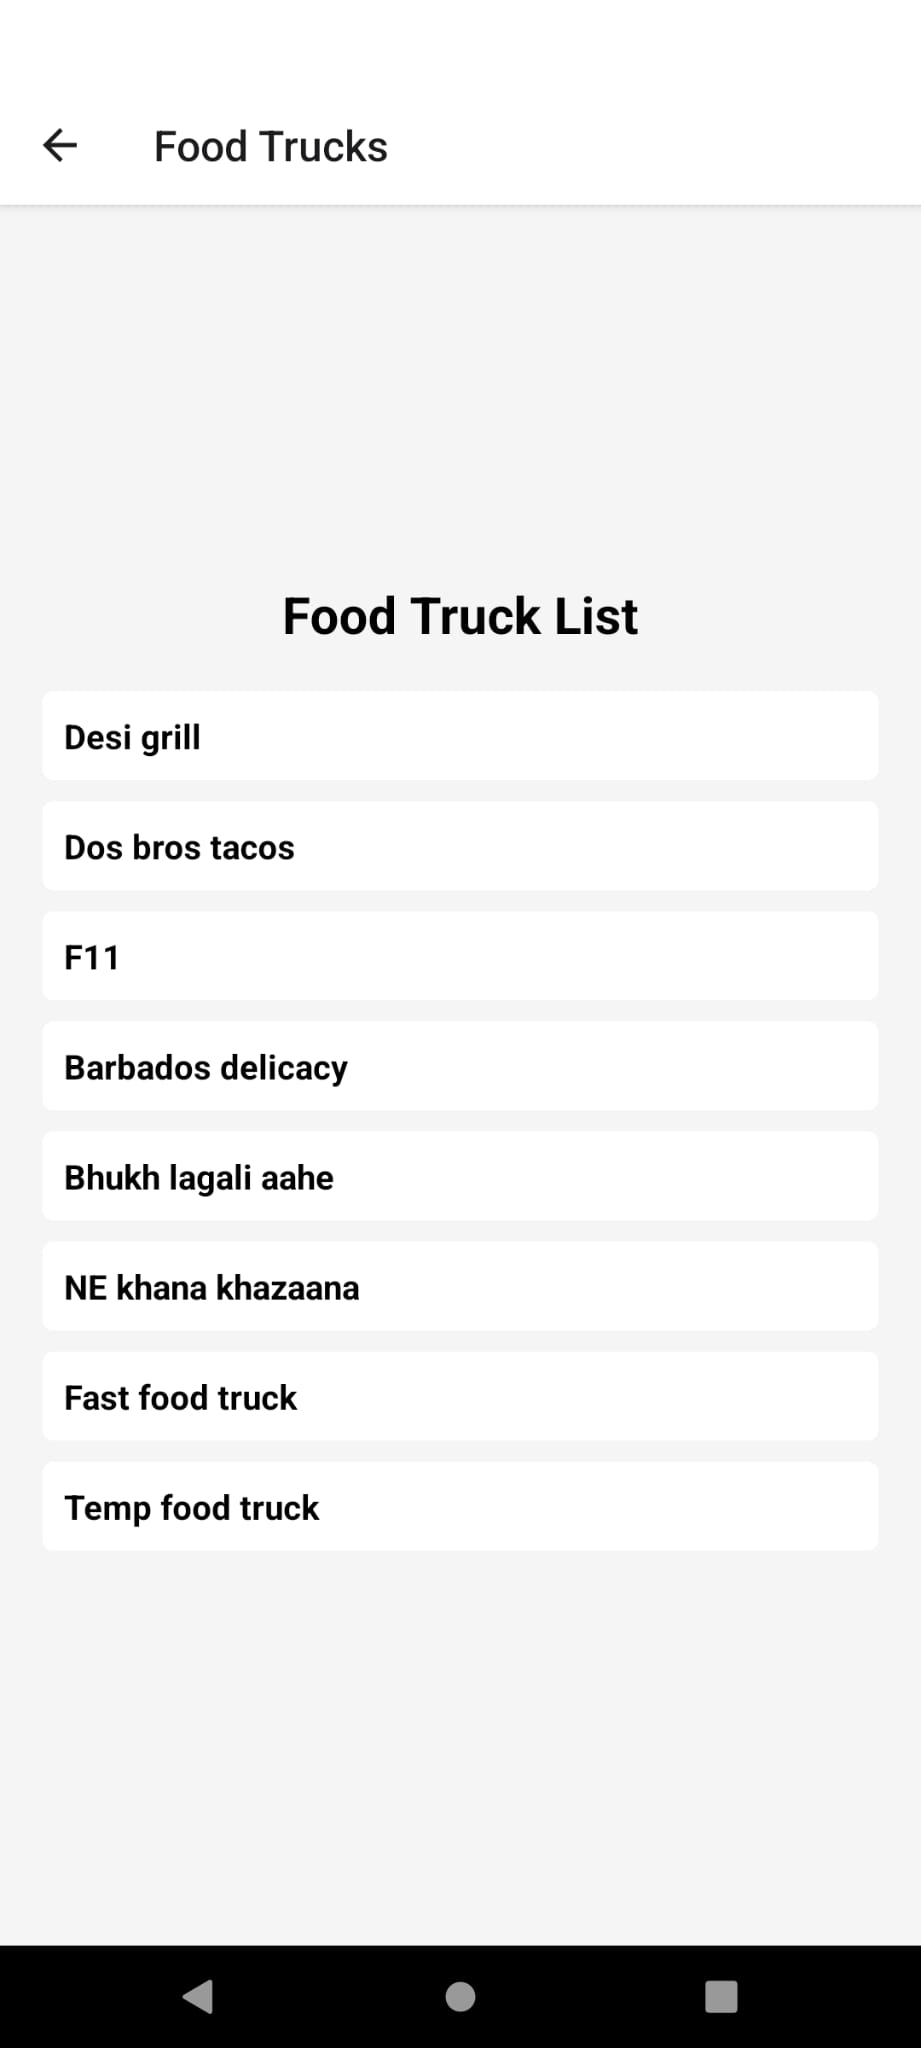 Food Trucks
Food Truck List
Desi grill
Dos bros tacos
F11
Barbados delicacy
Bhukh lagali aahe
NE khana khazaana
Fast food truck
Temp food truck